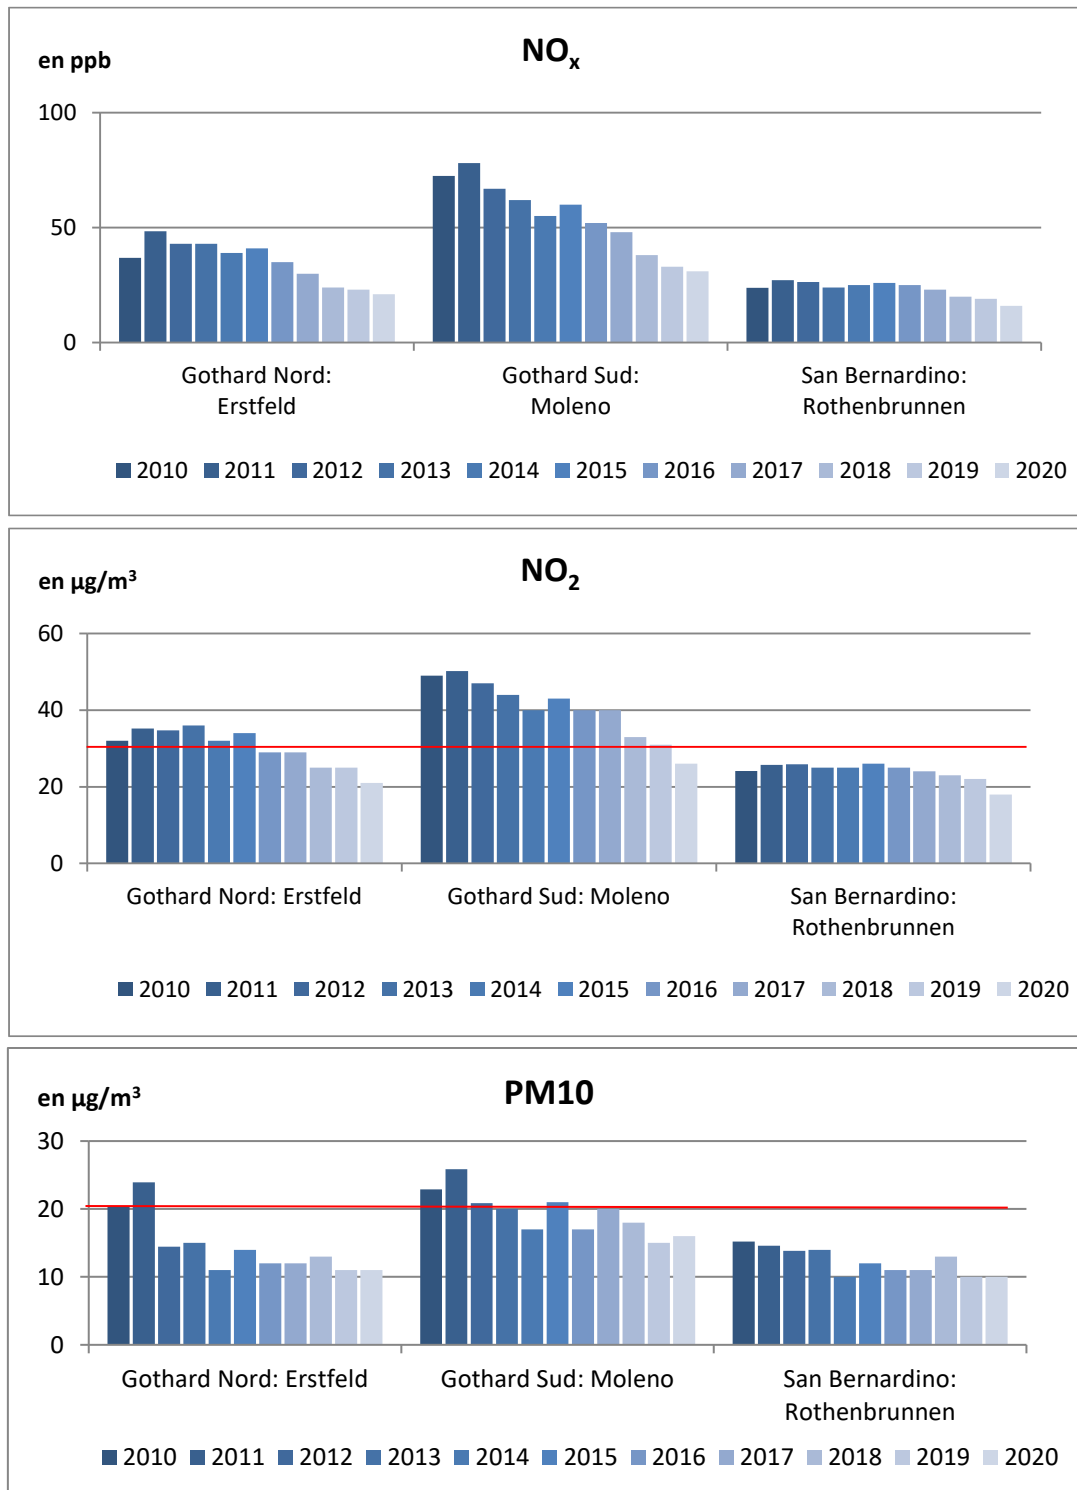 NOx
en ppb
100
50
0
Gothard Nord:
Erstfeld
Gothard Sud:
Moleno
San Bernardino:
Rothenbrunnen
2010 2011 2012 2013 2014 2015 2016 2017 2018 2019 2020
NO2
en µg/m³
60
40
20
0
Gothard Nord: Erstfeld
Gothard Sud: Moleno
San Bernardino:
Rothenbrunnen
2010 2011 2012 2013 2014 2015 2016 2017 2018 2019 2020
PM10
en µg/m³
30
20
10
0
Gothard Nord: Erstfeld
Gothard Sud: Moleno
San Bernardino:
Rothenbrunnen
2010 2011 2012 2013 2014 2015 2016 2017 2018 2019 2020